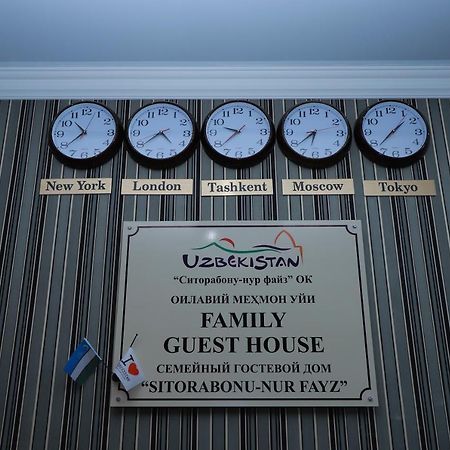 New York
London
Tashkent
Moscow
Tokyo
UZBEKISTAN
“Ситорабону-нур файз” ОК
ОИЛАВИЙ МЕҲМОН УЙИ
FAMILY
GUEST HOUSE
СЕМЕЙНЫЙ ГОСТЕВОЙ ДОМ
“SITORABONU-NUR FAYZ”
I